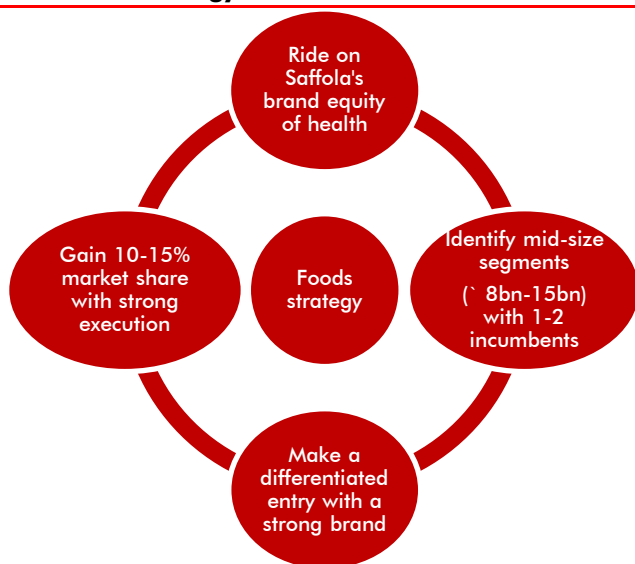 Ride on
Saffola's
brand equity
of health
Gain 10-15%
market share
with strong
execution
Foods
strategy
Identify mid-size
segments
(` 8bn-15bn)
with 1-2
incumbents
Make a
differentiated
entry with a
strong brand